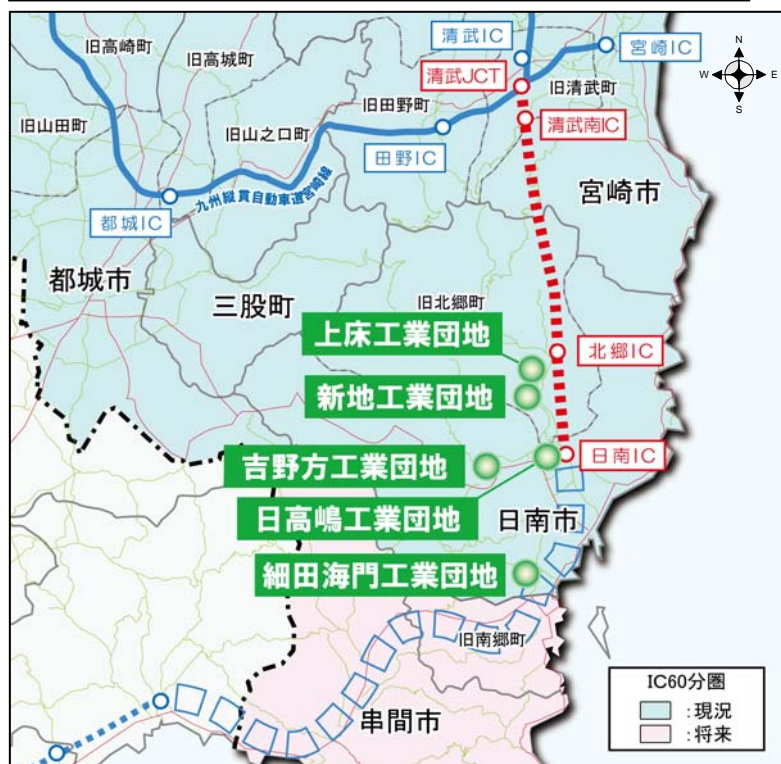 清武IC
宮崎IC
N
W
E
S
旧高崎町
旧高城町
清武JCT
旧清武町
旧山田町
旧田野町
清武南IC
旧山之口町
田野IC
九州縦貫自動車道宮崎線
宮崎市
都城IC
都城市
三股町
旧北郷町
上床工業団地
北郷IC
新地工業団地
吉野方工業団地
日南IC
日高嶋工業団地
日南市
細田海門工業団地
旧南郷町
IC60分圏
:現況
:将来
串間市